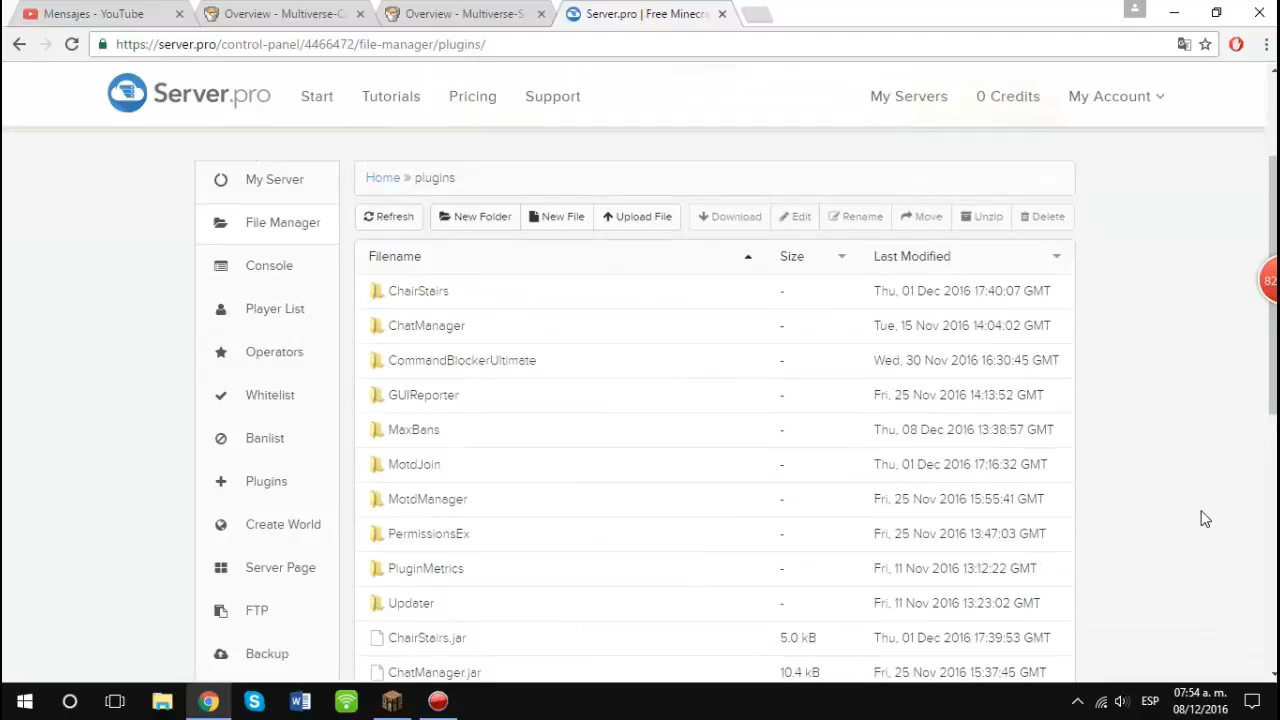 Mensajes - YouTube
Overview - Multiverse-C
Overview - Multiverse-S
Server.pro | Free Minecra
https://server.pro/control-panel/4466472/file-manager/plugins/
Server.pro Start Tutorials Pricing Support My Servers 0 Credits My Account
My Server
File Manager
Console
Player List
Operators
Whitelist
Banlist
Plugins
Create World
Server Page
FTP
Backup
Home » plugins
Refresh New Folder New File Upload File Download Edit Rename Move Unzip Delete
Filename Size Last Modified
ChairStairs - Thu, 01 Dec 2016 17:40:07 GMT
ChatManager - Tue, 15 Nov 2016 14:04:02 GMT
CommandBlockerUltimate - Wed, 30 Nov 2016 16:30:45 GMT
GUIReporter - Fri, 25 Nov 2016 14:13:52 GMT
MaxBans - Thu, 08 Dec 2016 13:38:57 GMT
MotdJoin - Thu, 01 Dec 2016 17:16:32 GMT
MotdManager - Fri, 25 Nov 2016 15:55:41 GMT
PermissionsEx - Fri, 25 Nov 2016 13:47:03 GMT
PluginMetrics - Fri, 11 Nov 2016 13:12:22 GMT
Updater - Fri, 11 Nov 2016 13:23:02 GMT
ChairStairs.jar 5.0 kB Thu, 01 Dec 2016 17:39:53 GMT
ChatManager.jar 10.4 kB Fri, 25 Nov 2016 15:37:45 GMT
82
ESP
07:54 a. m.
08/12/2016